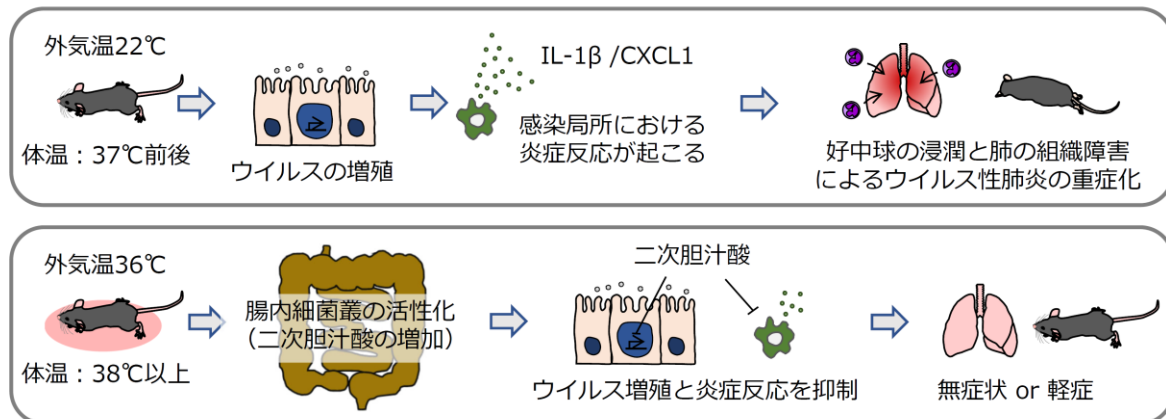 外気温22℃
体温：37℃前後
ウイルスの増殖
IL-1β /CXCL1
感染局所における
炎症反応が起こる
好中球の浸潤と肺の組織障害
によるウイルス性肺炎の重症化
外気温36℃
体温：38℃以上
腸内細菌叢の活性化
（二次胆汁酸の増加）
二次胆汁酸
ウイルス増殖と炎症反応を抑制
無症状 or 軽症